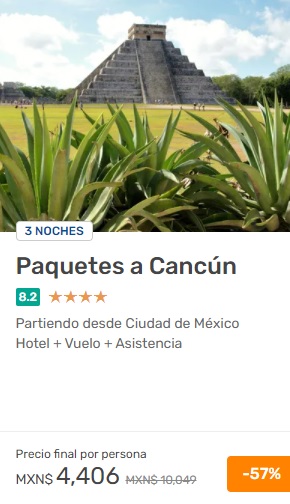 3 NOCHES
Paquetes a Cancún
8.2
Partiendo desde Ciudad de México
Hotel + Vuelo + Asistencia
Precio final por persona
MXN$ 4,406 MXN$ 10,049
-57%